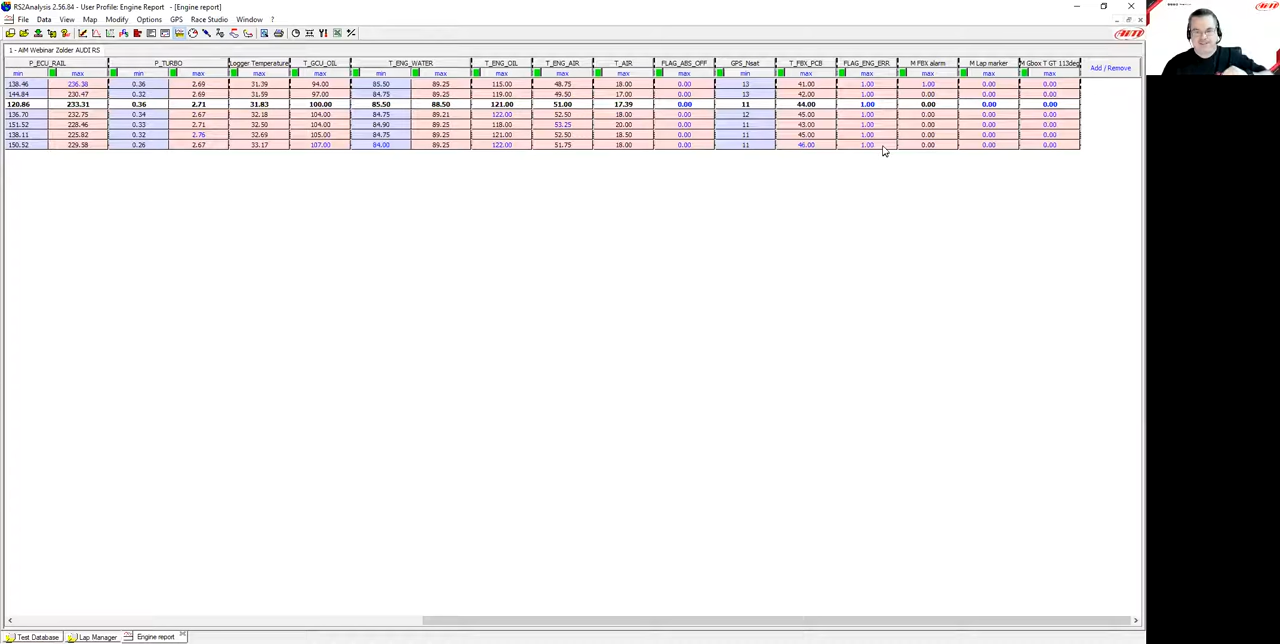 RS2Analysis 2.56.84 - User Profile: Engine Report - [Engine report]
File Data View Map Modify Options GPS Race Studio Window ?
1 - AiM Webinar Zolder AUDI RS
P_ECU_RAIL P_TURBO Logger Temperature T_GCU_OIL T_ENG_WATER T_ENG_OIL T_ENG_AIR T_AIR FLAG_ABS_OFF GPS_Nsat T_FBX_PCB FLAG_ENG_ERR M FBX alarm M Lap marker M Gbox T GT 113deg Add / Remove
min max min max max max min max max max max max min max max max max max
138.46 236.38 0.36 2.69 31.39 94.00 85.50 89.25 115.00 48.75 18.00 0.00 13 41.00 1.00 1.00 0.00 0.00
144.84 230.47 0.32 2.69 31.59 97.00 84.75 89.25 119.00 49.50 17.00 0.00 13 42.00 1.00 0.00 0.00 0.00
120.86 233.31 0.36 2.71 31.83 100.00 85.50 88.50 121.00 51.00 17.39 0.00 11 44.00 1.00 0.00 0.00 0.00
136.70 232.75 0.34 2.67 32.18 104.00 84.75 89.21 122.00 52.50 18.00 0.00 12 45.00 1.00 0.00 0.00 0.00
151.52 228.46 0.33 2.71 32.50 104.00 84.90 89.25 118.00 53.25 20.00 0.00 11 43.00 1.00 0.00 0.00 0.00
138.11 225.82 0.32 2.76 32.69 105.00 84.75 89.25 121.00 52.50 18.50 0.00 11 45.00 1.00 0.00 0.00 0.00
150.52 229.58 0.26 2.67 33.17 107.00 84.00 89.25 122.00 51.75 18.00 0.00 11 46.00 1.00 0.00 0.00 0.00
Test Database Lap Manager Engine report